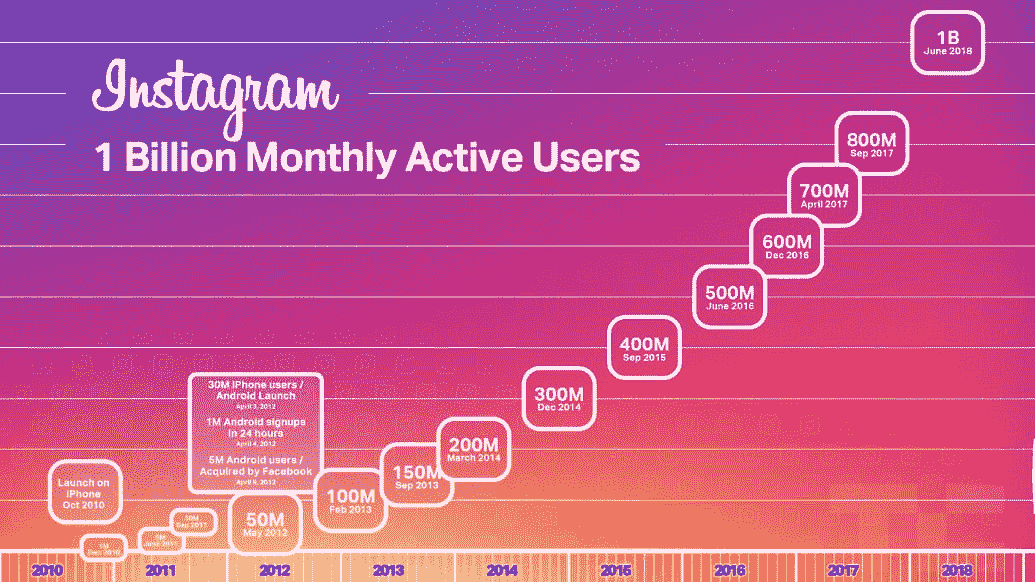 Instagram
1 Billion Monthly Active Users
1B
June 2018
800M
Sep 2017
700M
April 2017
600M
Dec 2016
500M
June 2016
400M
Sep 2015
300M
Dec 2014
200M
March 2014
150M
Sep 2013
100M
Feb 2013
50M
May 2012
30M iPhone users /
Android Launch
April 3, 2012
1M Android signups
in 24 hours
April 4, 2012
5M Android users /
Acquired by Facebook
April 9, 2012
Launch on
iPhone
Oct 2010
1M
Dec 2010
5M
June 2011
10M
Sep 2011
2010 2011 2012 2013 2014 2015 2016 2017 2018